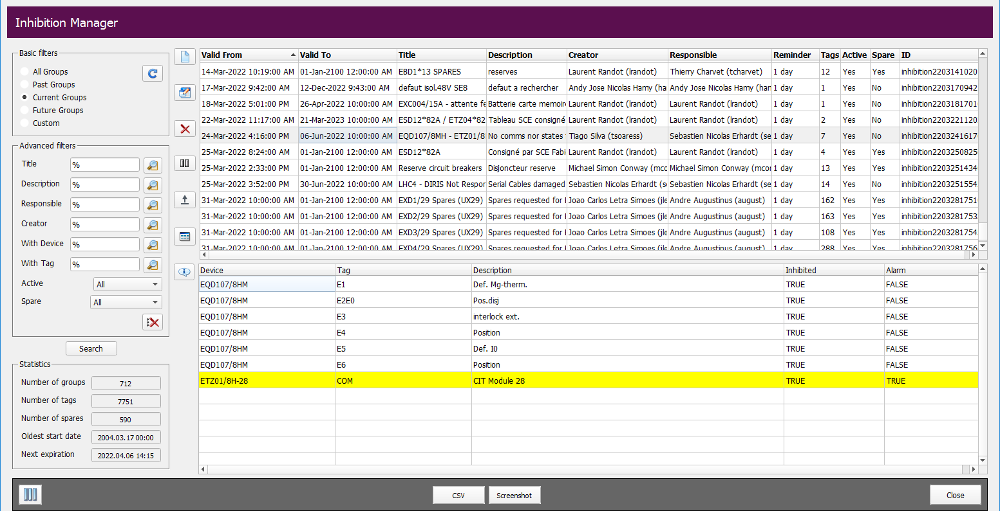 Inhibition Manager
Basic filters
All Groups
Past Groups
Current Groups
Future Groups
Custom
Advanced filters
Title %
Description %
Responsible %
Creator %
With Device %
With Tag %
Active All
Spare All
Search
Statistics
Number of groups 712
Number of tags 7751
Number of spares 590
Oldest start date 2004.03.17 00:00
Next expiration 2022.04.06 14:15
Valid From Valid To Title Description Creator Responsible Reminder Tags Active Spare ID
14-Mar-2022 10:19:00 AM 01-Jan-2100 12:00:00 AM EBD1*13 SPARES reserves Laurent Randot (lrandot) Thierry Charvet (tcharvet) 1 day 12 Yes Yes inhibition2203141020
17-Mar-2022 9:42:00 AM 12-Dec-2022 9:43:00 AM defaut isol.48V SE8 defaut a rechercher Andy Jose Nicolas Hamy (ha Andy Jose Nicolas Hamy (han 1 day 1 Yes No inhibition2203170942
18-Mar-2022 5:01:00 PM 26-Apr-2022 10:00:00 AM EXC004/15A - attente fe Batterie carte memoir Laurent Randot (lrandot) Laurent Randot (lrandot) 1 day 1 Yes No inhibition220318170
22-Mar-2022 11:17:00 AM 21-Mar-2023 10:00:00 AM ESD12*82A / ETZ04*82 Tableau SCE consigné Laurent Randot (lrandot) Laurent Randot (lrandot) 1 day 2 Yes No inhibition220322112
24-Mar-2022 4:16:00 PM 06-Jun-2022 10:00:00 AM EQD107/8MH - ETZ01/8 No comms nor states Tiago Silva (tsoaress) Sebastien Nicolas Erhardt (se 1 day 7 Yes No inhibition220324161
25-Mar-2022 8:24:00 AM 01-Jan-2100 12:00:00 AM ESD12*82A Consigné par SCE Fabi Laurent Randot (lrandot) Laurent Randot (lrandot) 1 day 4 Yes Yes inhibition220325082
25-Mar-2022 2:33:00 PM 01-Jan-2100 12:00:00 AM Reserve circuit breakers Disjoncteur reserve Michael Simon Conway (mco Michael Simon Conway (mcor 1 day 13 Yes Yes inhibition220325143
25-Mar-2022 3:52:00 PM 30-Jun-2022 10:00:00 AM LHC4 - DIRIS Not Respor Serial Cables damaged Sebastien Nicolas Erhardt (s Sebastien Nicolas Erhardt (se 1 day 14 Yes No inhibition220325155
31-Mar-2022 10:00:00 AM 01-Jan-2100 12:00:00 AM EXD1/29 Spares (UX29) Spares requested for Joao Carlos Letra Simoes (jle Andre Augustinus (august) 1 day 162 Yes Yes inhibition220328175
31-Mar-2022 10:00:00 AM 01-Jan-2100 12:00:00 AM EXD2/29 Spares (UX29) Spares requested for Joao Carlos Letra Simoes (jle Andre Augustinus (august) 1 day 163 Yes Yes inhibition220328175
31-Mar-2022 10:00:00 AM 01-Jan-2100 12:00:00 AM EXD3/29 Spares (UX29) Spares requested for Joao Carlos Letra Simoes (jle Andre Augustinus (august) 1 day 108 Yes Yes inhibition220328175
31-Mar-2022 10:00:00 AM 01-Jan-2100 12:00:00 AM EXD4/29 Spares (UX29) Spares requested for Joao Carlos Letra Simoes (jle Andre Augustinus (august) 1 day 288 Yes Yes inhibition220328175
Device Tag Description Inhibited Alarm
EQD107/8HM E1 Def. Mg-therm. TRUE FALSE
EQD107/8HM E2E0 Pos.disj TRUE FALSE
EQD107/8HM E3 interlock ext. TRUE FALSE
EQD107/8HM E4 Position TRUE FALSE
EQD107/8HM E5 Def. I0 TRUE FALSE
EQD107/8HM E6 Position TRUE FALSE
ETZ01/8H-28 COM CIT Module 28 TRUE TRUE
CSV Screenshot Close